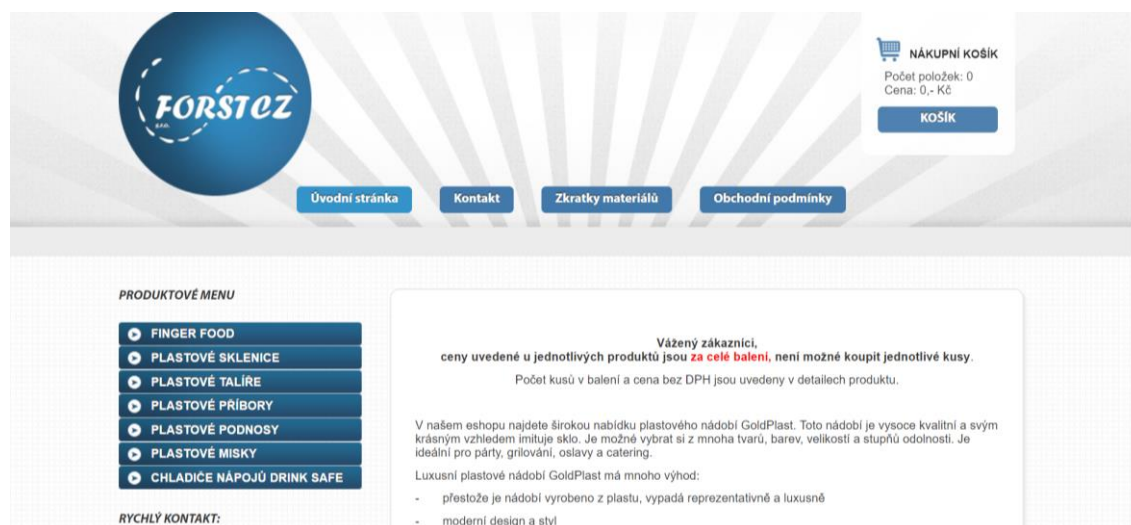 FORSTCZ
s.r.o.
NÁKUPNÍ KOŠÍK
Počet položek: 0
Cena: 0,- Kč
KOŠÍK
Úvodní stránka
Kontakt
Zkratky materiálů
Obchodní podmínky
PRODUKTOVÉ MENU
FINGER FOOD
PLASTOVÉ SKLENICE
PLASTOVÉ TALÍŘE
PLASTOVÉ PŘÍBORY
PLASTOVÉ PODNOSY
PLASTOVÉ MISKY
CHLADIČE NÁPOJŮ DRINK SAFE
RYCHLÝ KONTAKT:
Vážený zákazníci,
ceny uvedené u jednotlivých produktů jsou za celé balení, není možné koupit jednotlivé kusy.
Počet kusů v balení a cena bez DPH jsou uvedeny v detailech produktu.
V našem eshopu najdete širokou nabídku plastového nádobí GoldPlast. Toto nádobí je vysoce kvalitní a svým
krásným vzhledem imituje sklo. Je možné vybrat si z mnoha tvarů, barev, velikostí a stupňů odolnosti. Je
ideální pro párty, grilování, oslavy a catering.
Luxusní plastové nádobí GoldPlast má mnoho výhod:
- přestože je nádobí vyrobeno z plastu, vypadá reprezentativně a luxusně
- moderní design a styl